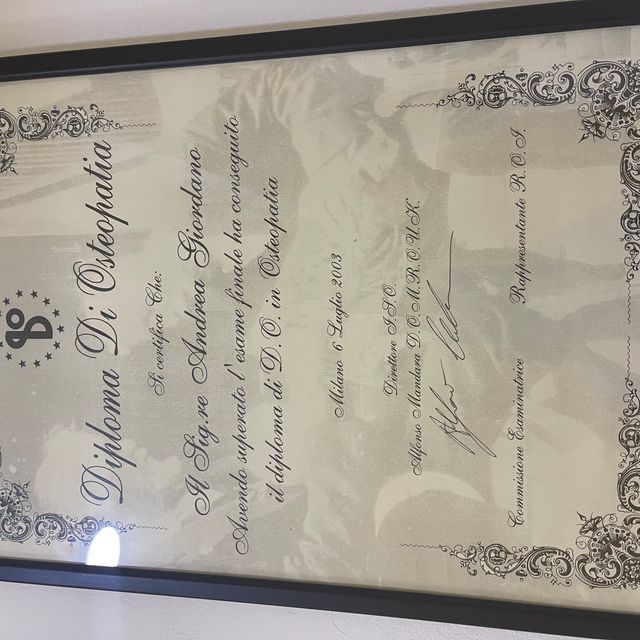 Diploma Di Osteopatia
Si certifica Che:
Il Sig.re Andrea Giordano
Avendo superato l'esame finale ha conseguito
il diploma di D. O. in Osteopatia
Milano 6 Luglio 2003
Direttore I.S.O.
Alfonso Mandara D.O.M.R.O.U.K.
Commissione Esaminatrice Rappresentante R. O. I.